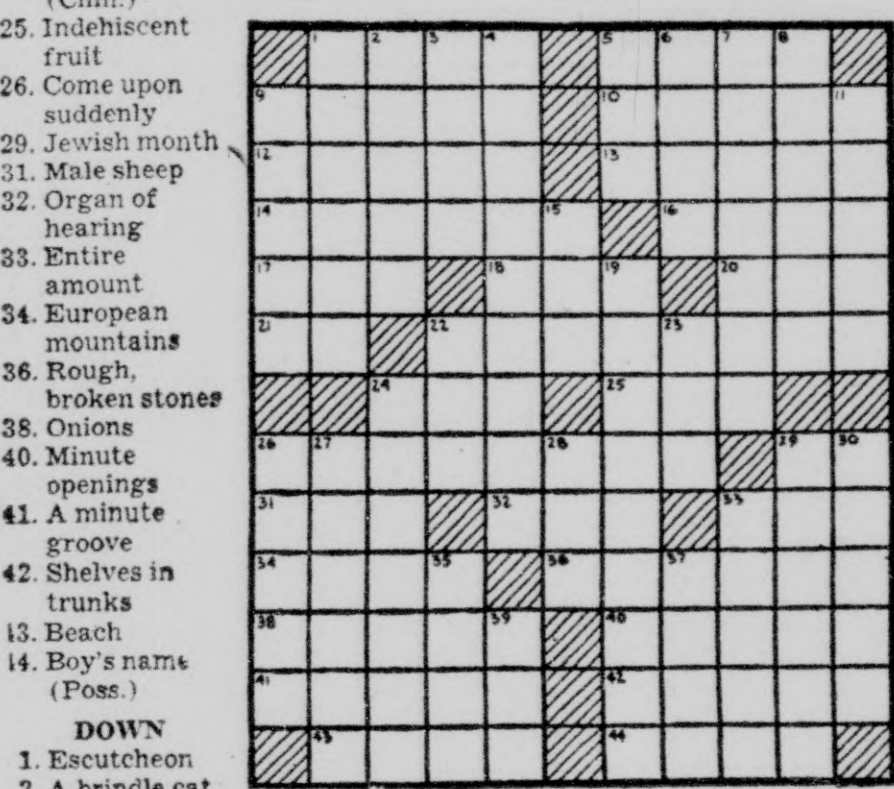 (Chin.)
25. Indehiscent
fruit
26. Come upon
suddenly
29. Jewish month
31. Male sheep
32. Organ of
hearing
33. Entire
amount
34. European
mountains
36. Rough,
broken stones
38. Onions
40. Minute
openings
41. A minute
groove
42. Shelves in
trunks
43. Beach
44. Boy's name
(Poss.)
DOWN
1. Escutcheon
2. A brindle cat
1 2 3 4 5 6 7 8
9 10 11
12 13
14 15 16
17 18 19 20
21 22 23
24 25
26 27 28 29 30
31 32 33
34 35 36 37
38 39 40
41 42
43 44